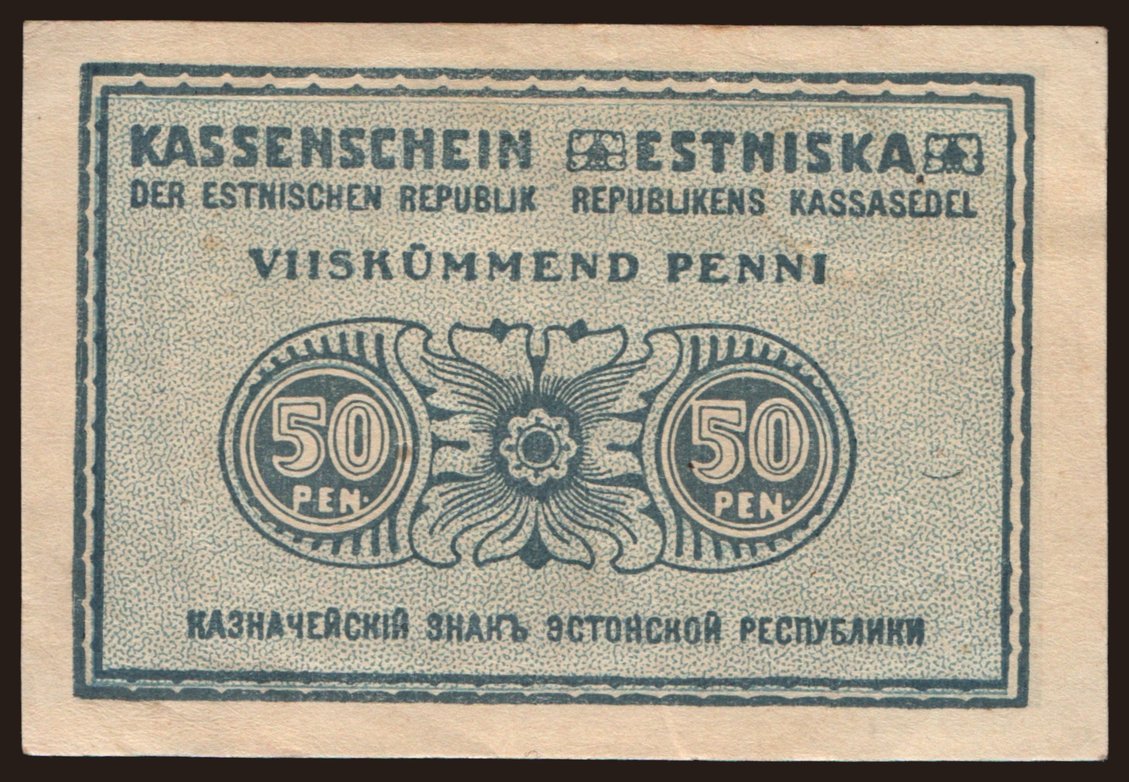 KASSENSCHEIN
DER ESTNISCHEN REPUBLIK
ESTNISKA
REPUBLIKENS KASSASEDEL
VIISKÜMMEND PENNI
50
PEN.
50
PEN.
КАЗНАЧЕЙСКІЙ ЗНАКЪ ЭСТОНСКОЙ РЕСПУБЛИКИ